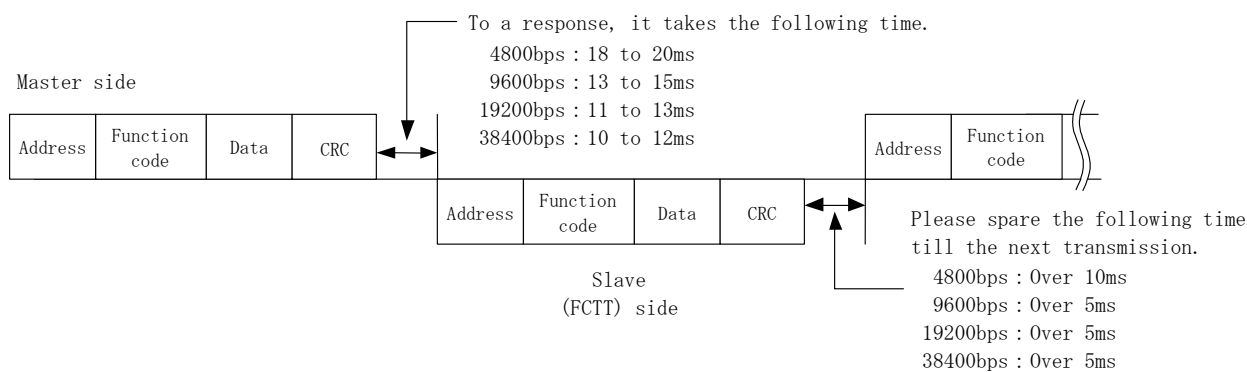 To a response, it takes the following time.
4800bps：18 to 20ms
9600bps：13 to 15ms
19200bps：11 to 13ms
38400bps：10 to 12ms
Master side
Address
Function
code
Data
CRC
Address
Function
code
Address
Function
code
Data
CRC
Slave
(FCTT) side
Please spare the following time
till the next transmission.
4800bps：Over 10ms
9600bps：Over 5ms
19200bps：Over 5ms
38400bps：Over 5ms